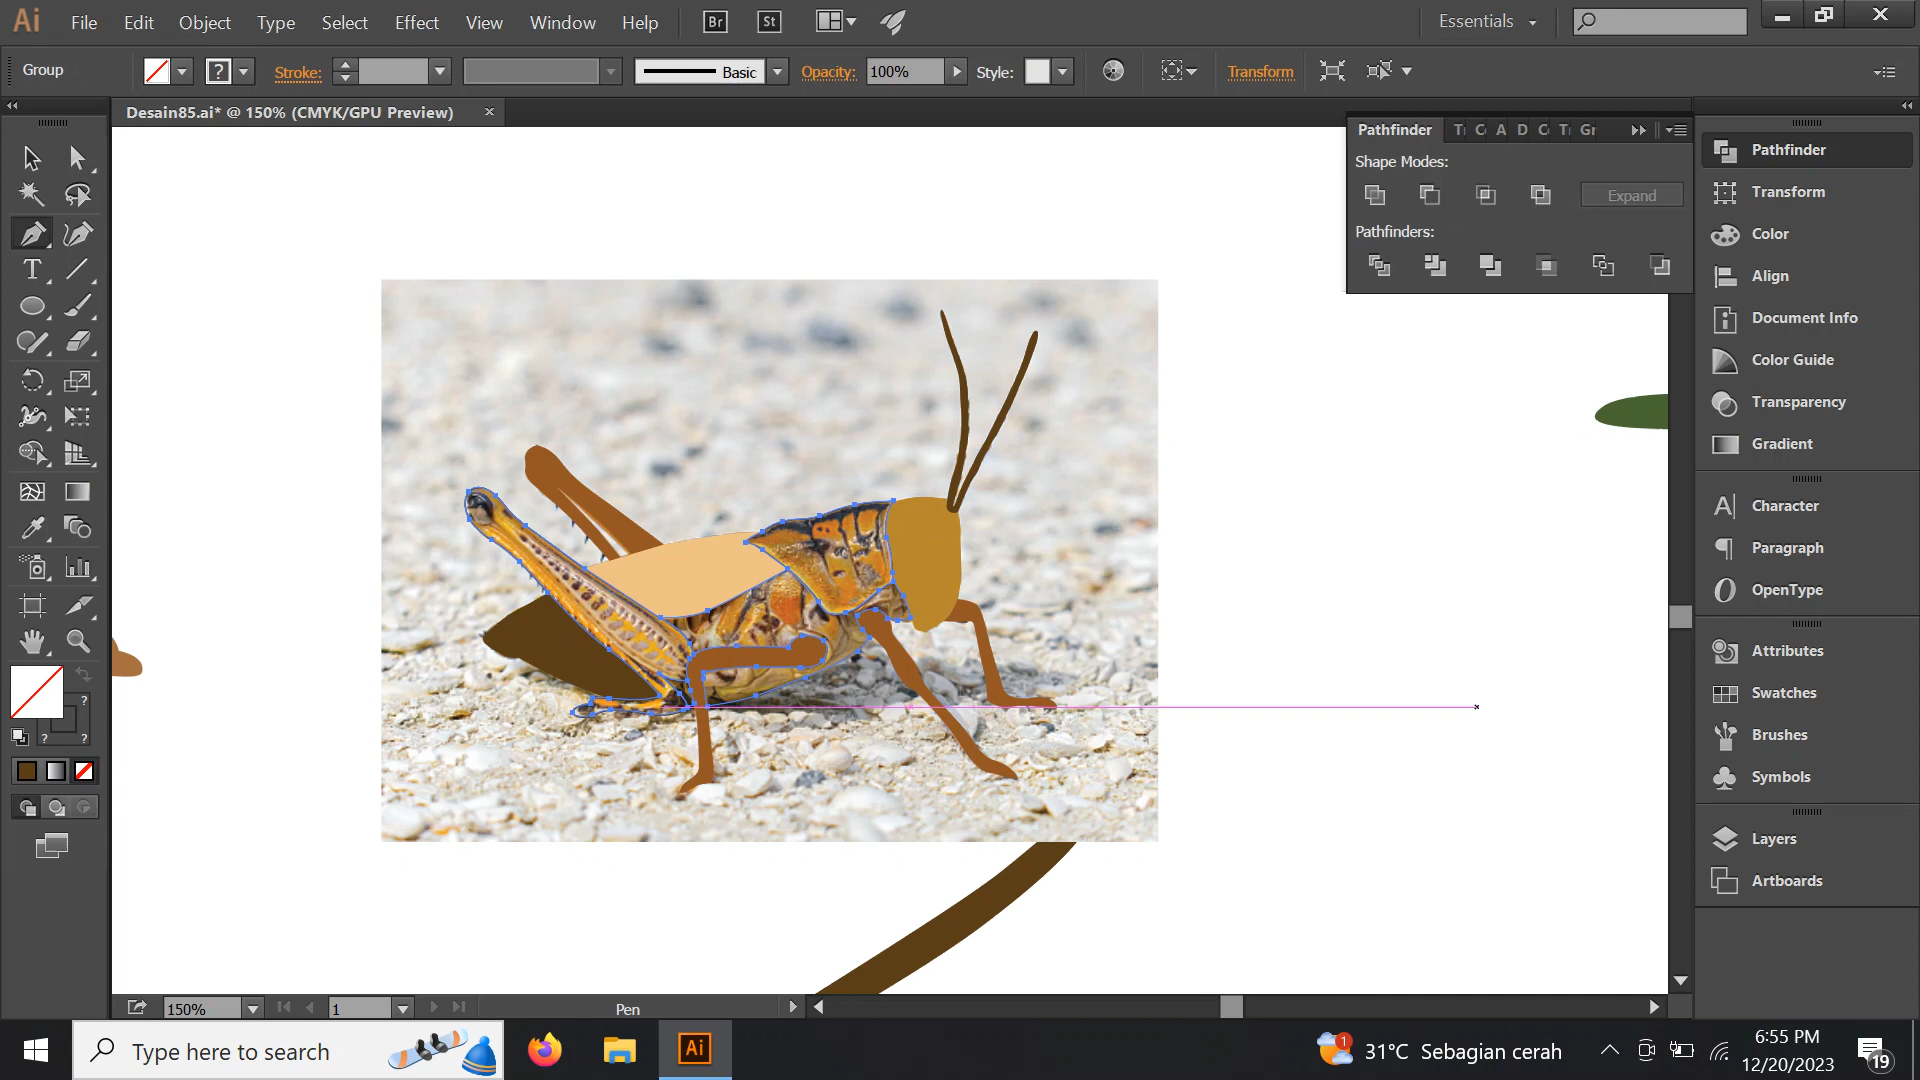 Ai File Edit Object Type Select Effect View Window Help Br St Essentials
Group ? Stroke: Basic Opacity: 100% Style: Transform
Desain85.ai* @ 150% (CMYK/GPU Preview)
Pathfinder T C A D C T Gr
Shape Modes:
Expand
Pathfinders:
Pathfinder
Transform
Color
Align
Document Info
Color Guide
Transparency
Gradient
Character
Paragraph
OpenType
Attributes
Swatches
Brushes
Symbols
Layers
Artboards
?
? ?
150% 1 Pen
Type here to search
Ai
1
31°C Sebagian cerah
6:55 PM
12/20/2023
19